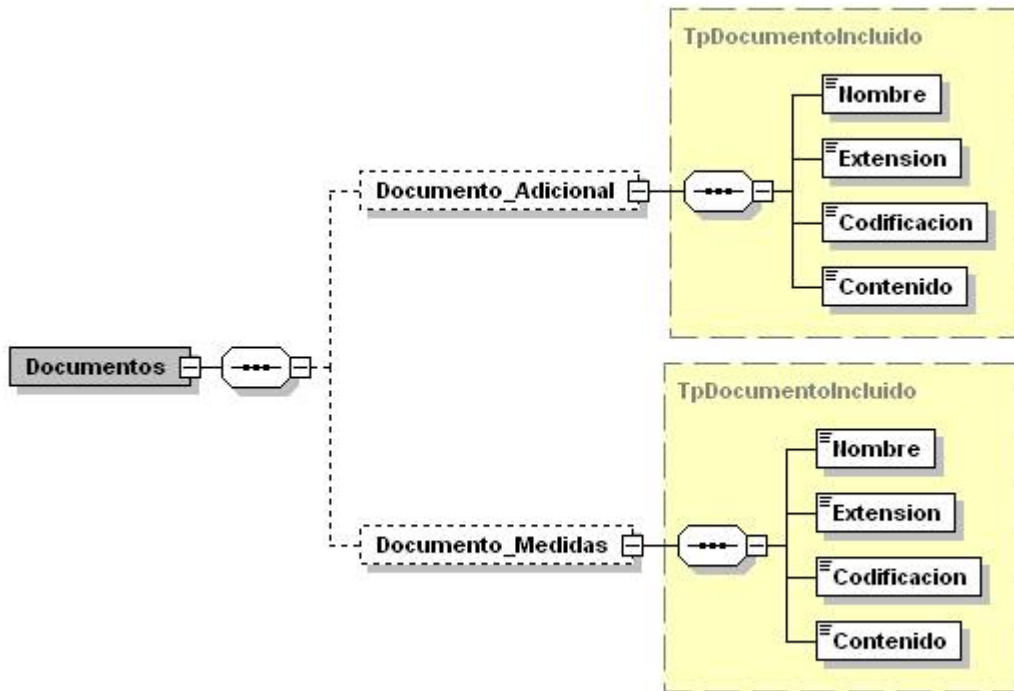 TpDocumentoIncluido
Nombre
Extension
Documento_Adicional
Codificacion
Contenido
Documentos
TpDocumentoIncluido
Nombre
Extension
Documento_Medidas
Codificacion
Contenido